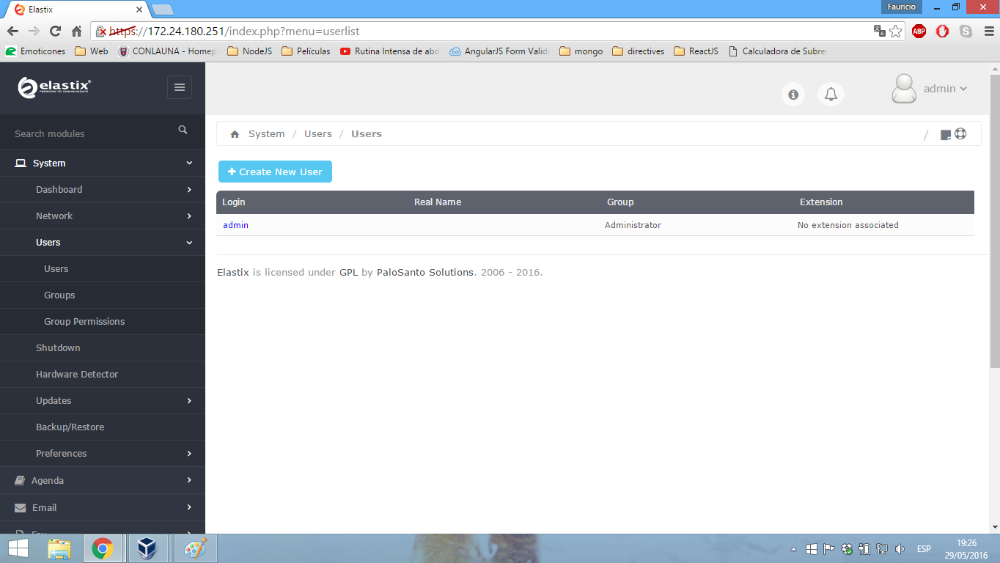 Elastix
Fauricio
https://172.24.180.251/index.php?menu=userlist
ABP
Emoticones
Web
CONLAUNA - Homep
NodeJS
Películas
Rutina Intensa de abd
AngularJS Form Valida
mongo
directives
ReactJS
Calculadora de Subre
elastix
FREEDOM TO COMMUNICATE
admin
Search modules
System
Dashboard
Network
Users
Users
Groups
Group Permissions
Shutdown
Hardware Detector
Updates
Backup/Restore
Preferences
Agenda
Email
System / Users / Users /
+ Create New User
Login Real Name Group Extension
admin Administrator No extension associated
Elastix is licensed under GPL by PaloSanto Solutions. 2006 - 2016.
ESP
19:26
29/05/2016